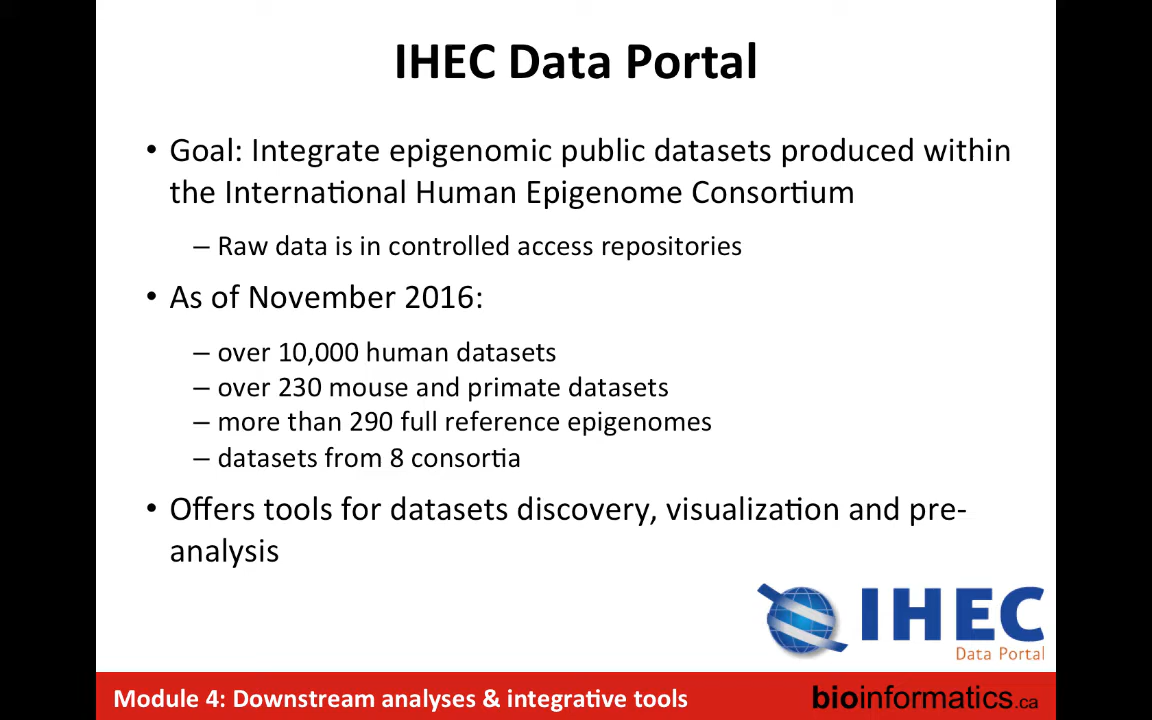 IHEC Data Portal
• Goal: Integrate epigenomic public datasets produced within
the International Human Epigenome Consortium
– Raw data is in controlled access repositories
• As of November 2016:
– over 10,000 human datasets
– over 230 mouse and primate datasets
– more than 290 full reference epigenomes
– datasets from 8 consortia
• Offers tools for datasets discovery, visualization and pre-
analysis
IHEC
Data Portal
Module 4: Downstream analyses & integrative tools
bioinformatics.ca